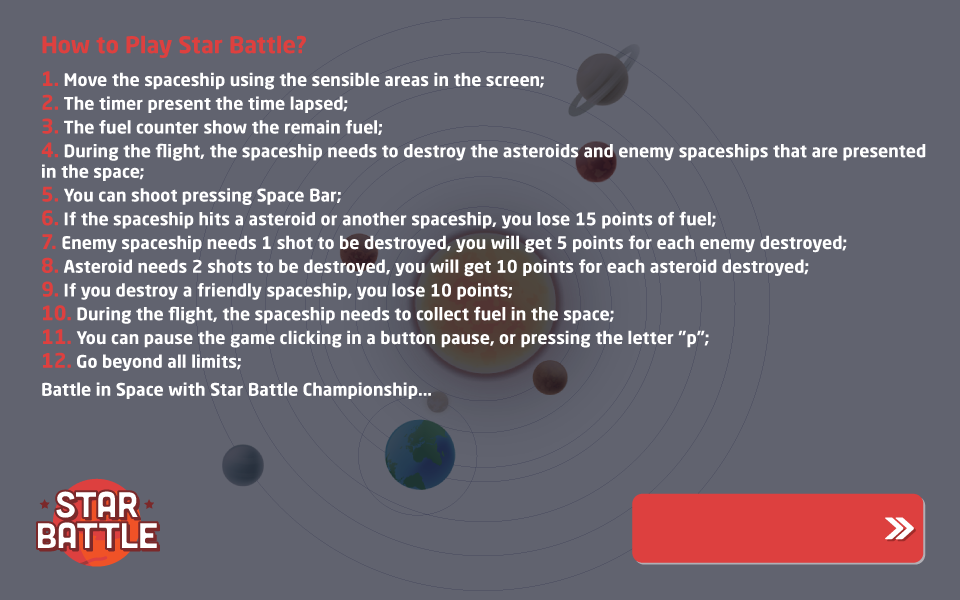 How to Play Star Battle?
1. Move the spaceship using the sensible areas in the screen;
2. The timer present the time lapsed;
3. The fuel counter show the remain fuel;
4. During the flight, the spaceship needs to destroy the asteroids and enemy spaceships that are presented
in the space;
5. You can shoot pressing Space Bar;
6. If the spaceship hits a asteroid or another spaceship, you lose 15 points of fuel;
7. Enemy spaceship needs 1 shot to be destroyed, you will get 5 points for each enemy destroyed;
8. Asteroid needs 2 shots to be destroyed, you will get 10 points for each asteroid destroyed;
9. If you destroy a friendly spaceship, you lose 10 points;
10. During the flight, the spaceship needs to collect fuel in the space;
11. You can pause the game clicking in a button pause, or pressing the letter "p";
12. Go beyond all limits;
Battle in Space with Star Battle Championship...
STAR
BATTLE